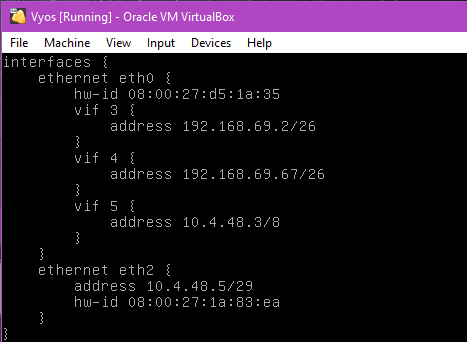 Vyos [Running] - Oracle VM VirtualBox
File Machine View Input Devices Help
interfaces {
    ethernet eth0 {
        hw-id 08:00:27:d5:1a:35
        vif 3 {
            address 192.168.69.2/26
        }
        vif 4 {
            address 192.168.69.67/26
        }
        vif 5 {
            address 10.4.48.3/8
        }
    }
    ethernet eth2 {
        address 10.4.48.5/29
        hw-id 08:00:27:1a:83:ea
    }
}